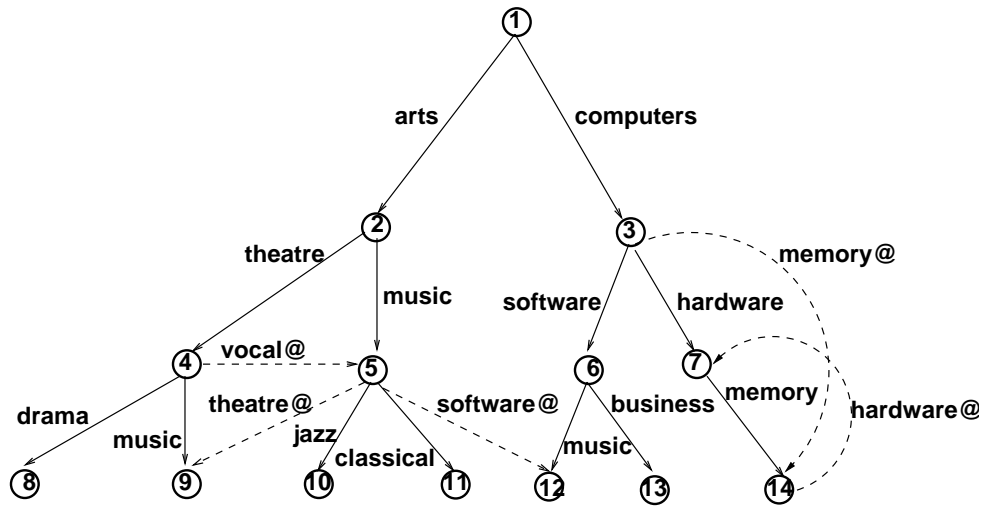 1
arts
computers
2
3
theatre
memory@
music
software
hardware
4
vocal@
5
6
7
drama
theatre@
software@
business
memory
hardware@
music
jazz
classical
music
8
9
10
11
12
13
14